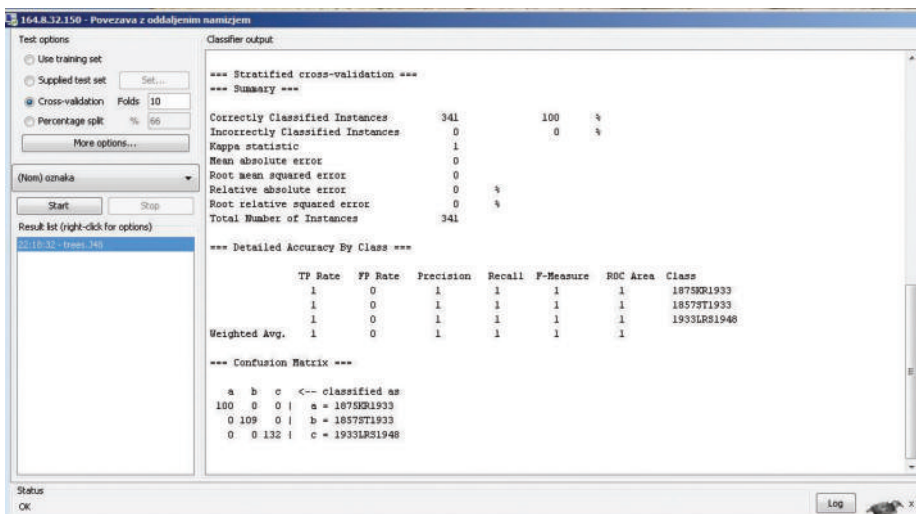 164.8.32.150 - Povezava z oddaljenim namizjem
Test options
Use training set
Supplied test set Set...
Cross-validation Folds 10
Percentage split % 66
More options...
(Nom) oznaka
Start Stop
Result list (right-click for options)
22:18:32 - trees.J48
Classifier output
=== Stratified cross-validation ===
=== Summary ===
Correctly Classified Instances 341 100 %
Incorrectly Classified Instances 0 0 %
Kappa statistic 1
Mean absolute error 0
Root mean squared error 0
Relative absolute error 0 %
Root relative squared error 0 %
Total Number of Instances 341
=== Detailed Accuracy By Class ===
TP Rate FP Rate Precision Recall F-Measure ROC Area Class
1 0 1 1 1 1 1875KR1933
1 0 1 1 1 1 1857ST1933
1 0 1 1 1 1 1933LRS1948
Weighted Avg. 1 0 1 1 1 1
=== Confusion Matrix ===
a b c <-- classified as
100 0 0 | a = 1875KR1933
0 109 0 | b = 1857ST1933
0 0 132 | c = 1933LRS1948
Status
OK
Log
x